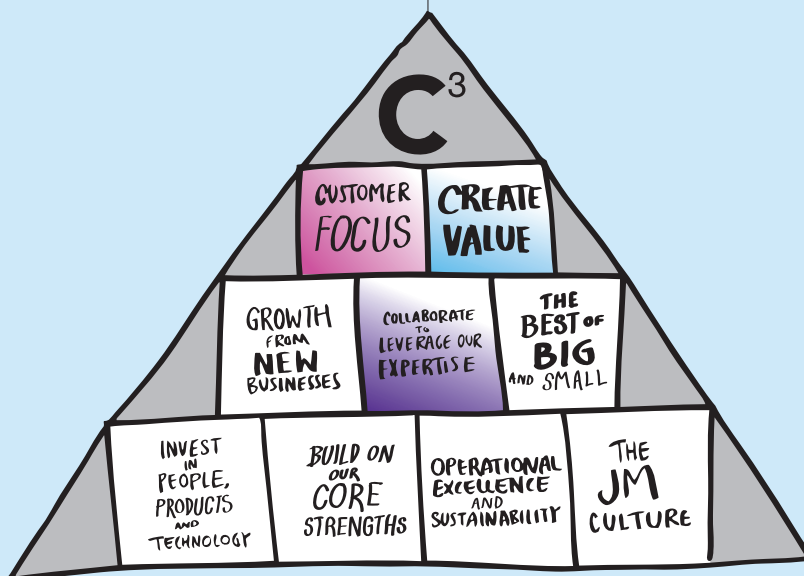 C³
CUSTOMER
FOCUS
CREATE
VALUE
GROWTH
FROM
NEW
BUSINESSES
COLLABORATE
TO
LEVERAGE OUR
EXPERTISE
THE
BEST OF
BIG
AND SMALL
INVEST
IN
PEOPLE,
PRODUCTS
AND
TECHNOLOGY
BUILD ON
OUR
CORE
STRENGTHS
OPERATIONAL
EXCELLENCE
AND
SUSTAINABILITY
THE
JM
CULTURE